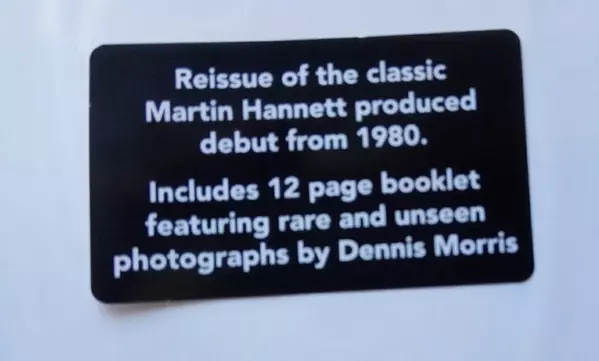 Reissue of the classic
Martin Hannett produced
debut from 1980.
Includes 12 page booklet
featuring rare and unseen
photographs by Dennis Morris